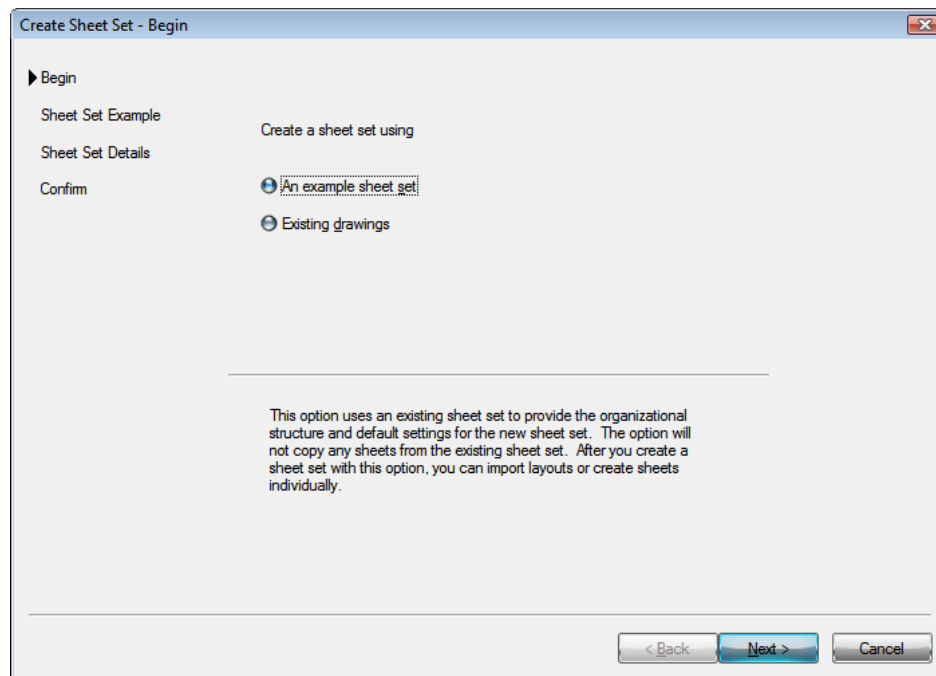 Create Sheet Set - Begin
Begin
Sheet Set Example
Sheet Set Details
Confirm
Create a sheet set using
An example sheet set
Existing drawings
This option uses an existing sheet set to provide the organizational
structure and default settings for the new sheet set. The option will
not copy any sheets from the existing sheet set. After you create a
sheet set with this option, you can import layouts or create sheets
individually.
< Back
Next >
Cancel